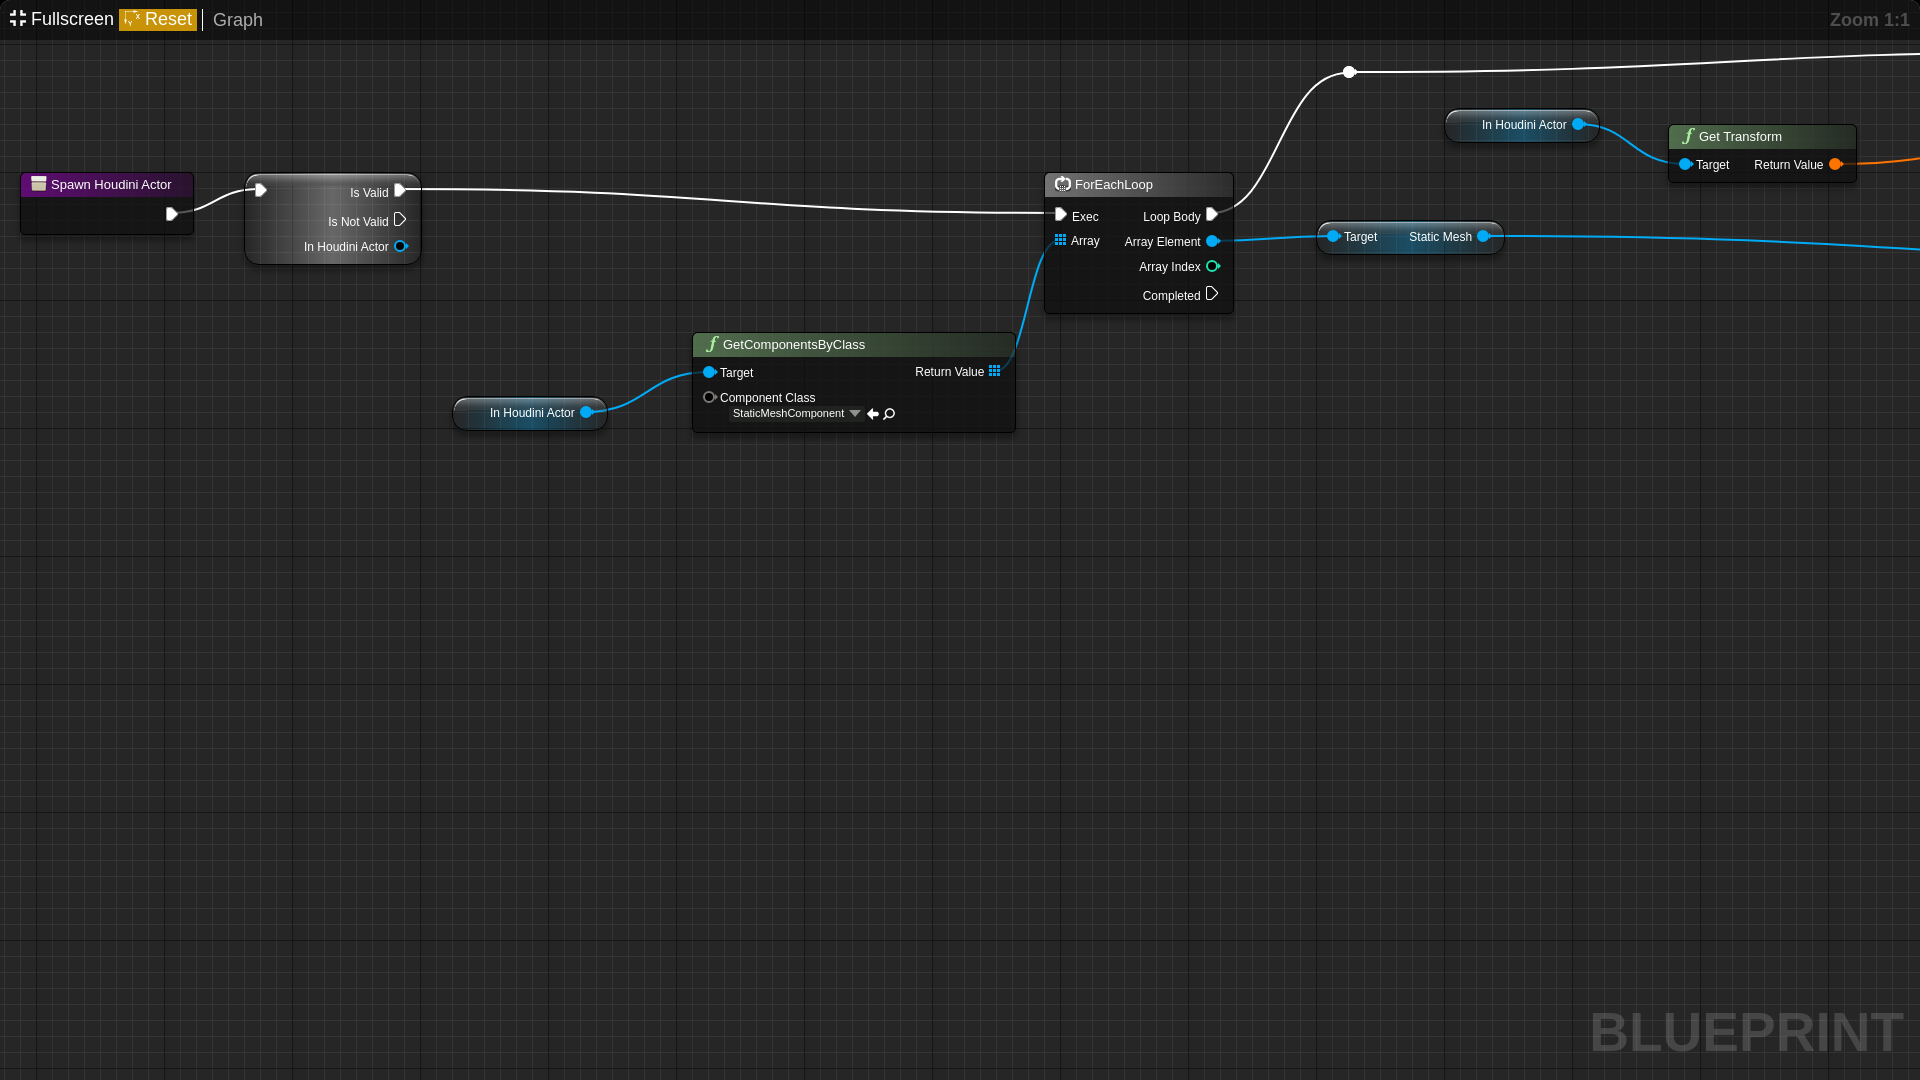 Fullscreen Reset Graph
Zoom 1:1
Spawn Houdini Actor
Is Valid
Is Not Valid
In Houdini Actor
In Houdini Actor
GetComponentsByClass
Target Return Value
Component Class
StaticMeshComponent
ForEachLoop
Exec Loop Body
Array Array Element
Array Index
Completed
Target Static Mesh
In Houdini Actor
Get Transform
Target Return Value
BLUEPRINT